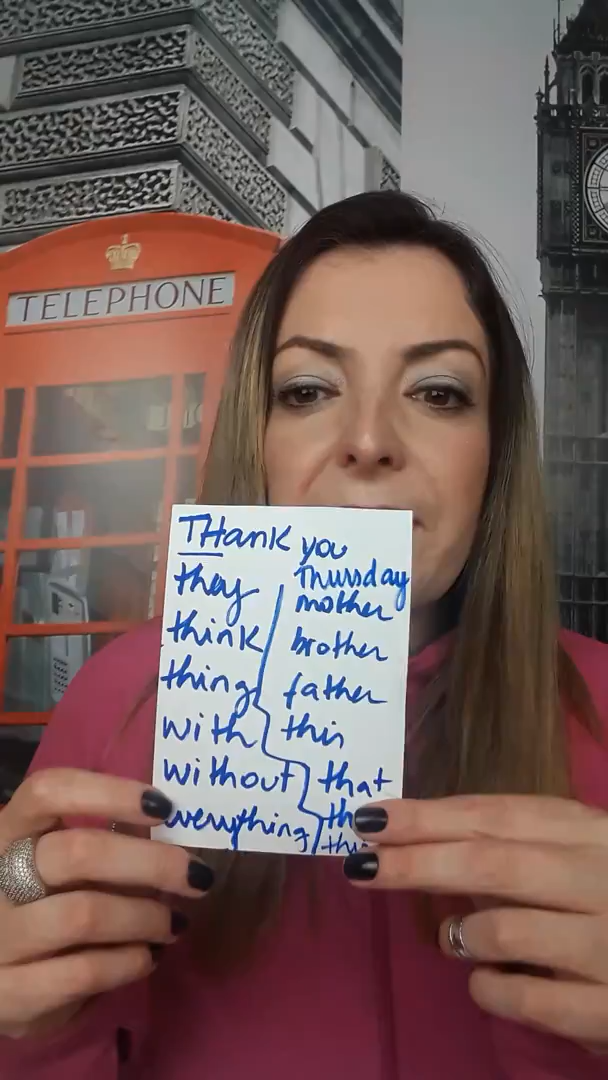 TELEPHONE
THank you
they
think
thing
with
without
everything
Thursday
mother
brother
father
this
that